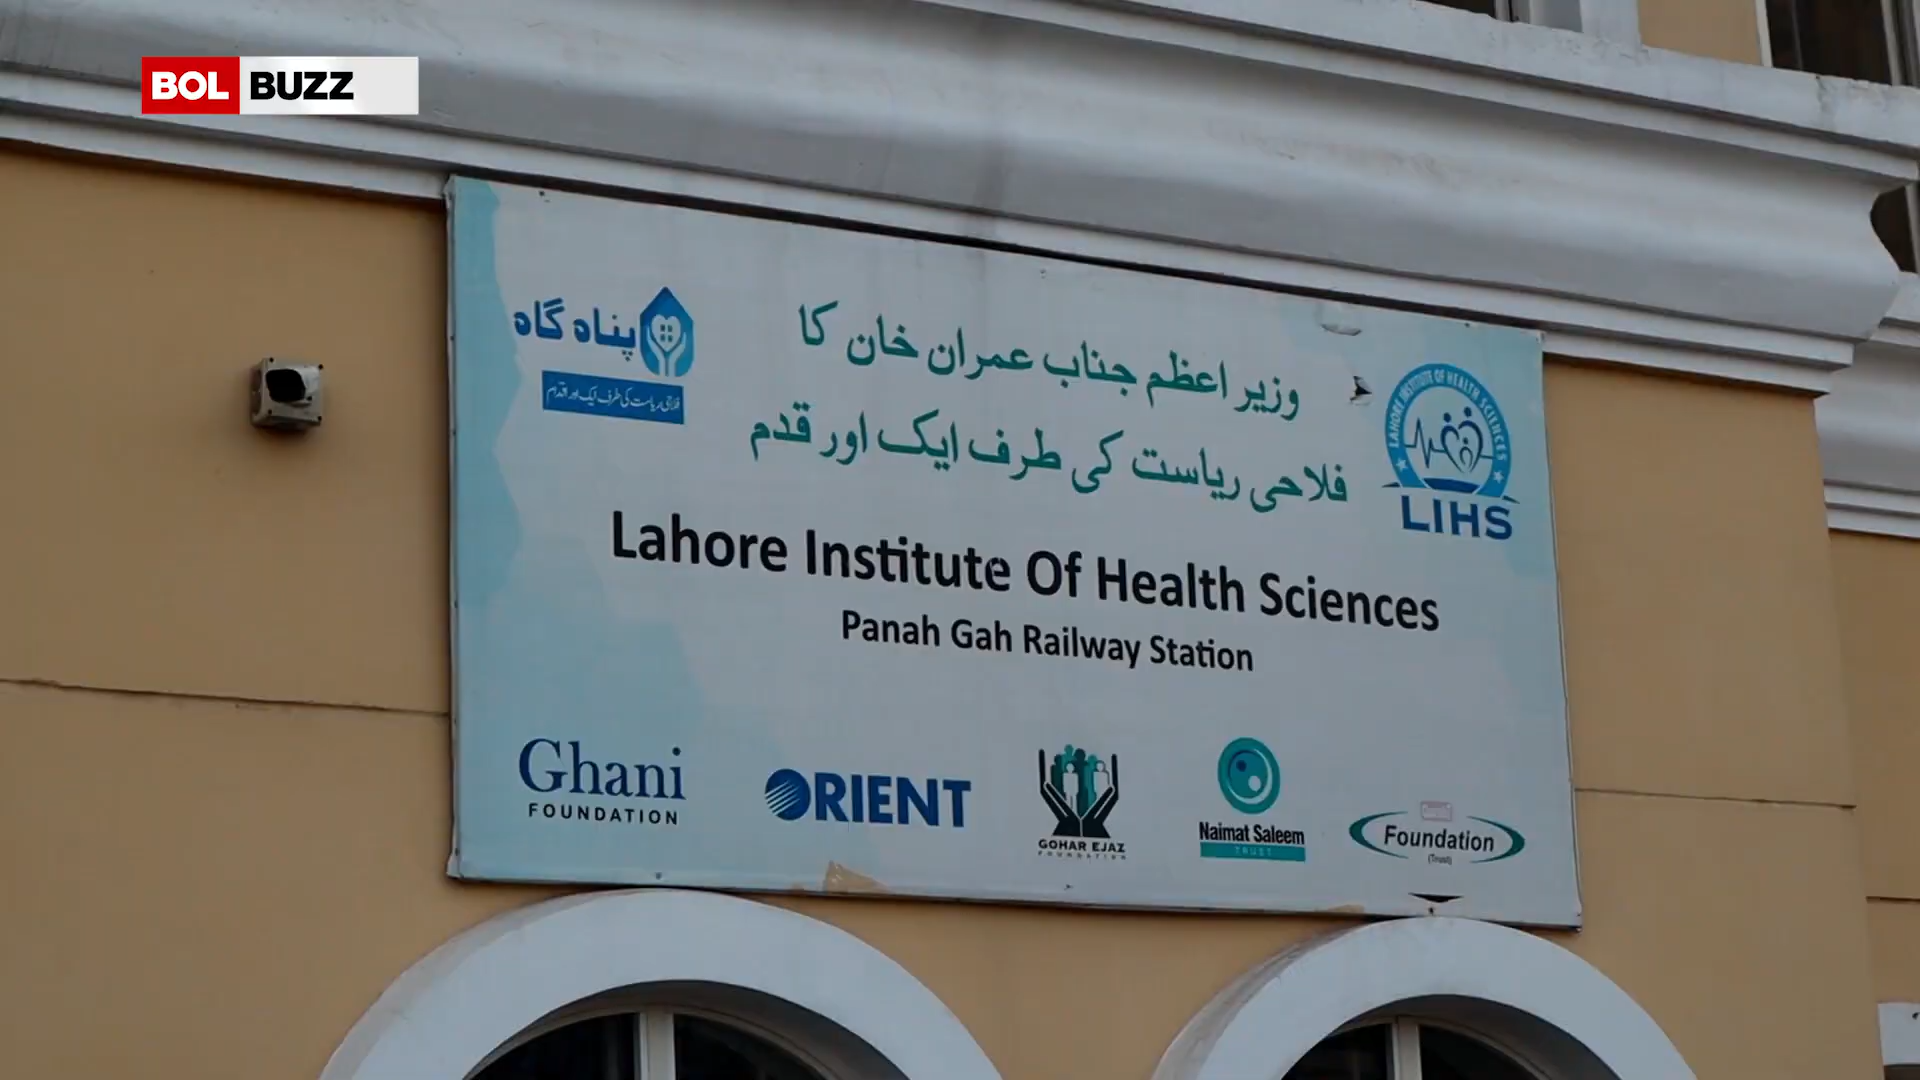 BOL BUZZ
پناہ گاہ
فلاحی ریاست کی طرف ایک اور اقدام
وزیر اعظم جناب عمران خان کا
فلاحی ریاست کی طرف ایک اور قدم
LAHORE INSTITUTE OF HEALTH SCIENCES
LIHS
Lahore Institute Of Health Sciences
Panah Gah Railway Station
Ghani
FOUNDATION
ORIENT
GOHAR EJAZ
FOUNDATION
Naimat Saleem
TRUST
Foundation
(Trust)